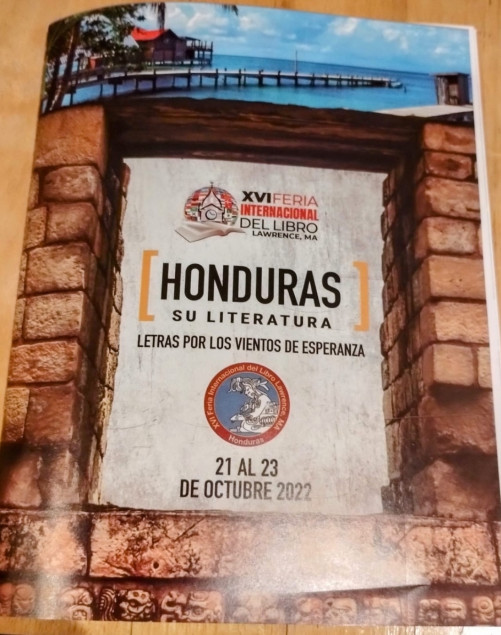 XVI FERIA
INTERNACIONAL
DEL LIBRO
LAWRENCE, MA
[HONDURAS]
SU LITERATURA
LETRAS POR LOS VIENTOS DE ESPERANZA
XVI Feria Internacional del Libro Lawrence, MA
Honduras
21 AL 23
DE OCTUBRE 2022